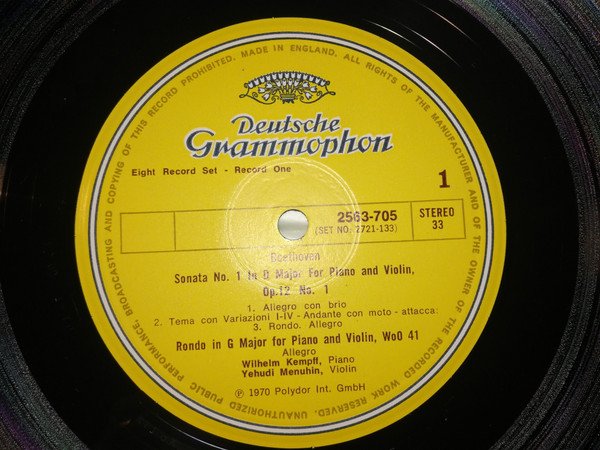 MADE IN ENGLAND. ALL RIGHTS OF THE MANUFACTURER AND OF THE OWNER OF THE RECORDED WORK RESERVED. UNAUTHORIZED PUBLIC PERFORMANCE, BROADCASTING AND COPYING OF THIS RECORD PROHIBITED.
Deutsche
Grammophon
Eight Record Set - Record One
1
2563-705
(SET NO. 2721-133)
STEREO
33
Beethoven
Sonata No. 1 In D Major For Piano and Violin,
Op.12 No. 1
1. Allegro con brio
2. Tema con Variazioni I-IV - Andante con moto - attacca:
3. Rondo. Allegro
Rondo in G Major for Piano and Violin, WoO 41
Allegro
Wilhelm Kempff, Piano
Yehudi Menuhin, Violin
℗ 1970 Polydor Int. GmbH